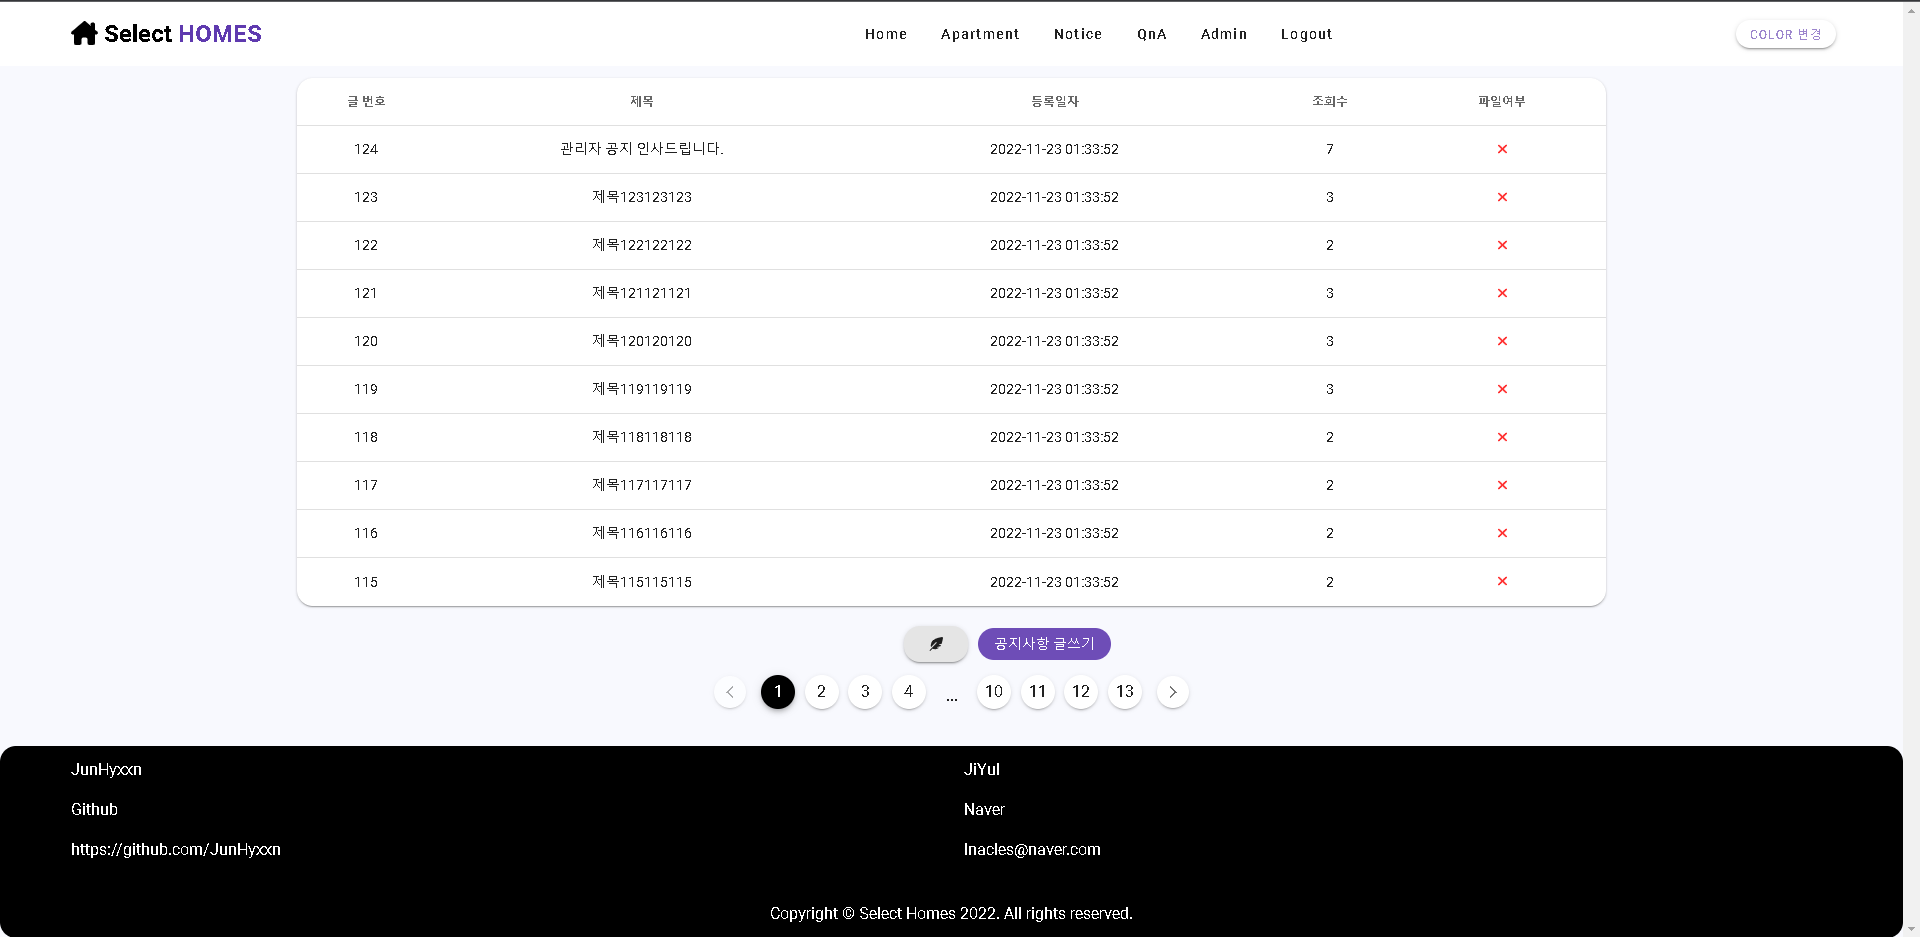 Select HOMES Home Apartment Notice QnA Admin Logout COLOR 변경
글 번호 제목 등록일자 조회수 파일여부
124 관리자 공지 인사드립니다. 2022-11-23 01:33:52 7
123 제목123123123 2022-11-23 01:33:52 3
122 제목122122122 2022-11-23 01:33:52 2
121 제목121121121 2022-11-23 01:33:52 3
120 제목120120120 2022-11-23 01:33:52 3
119 제목119119119 2022-11-23 01:33:52 3
118 제목118118118 2022-11-23 01:33:52 2
117 제목117117117 2022-11-23 01:33:52 2
116 제목116116116 2022-11-23 01:33:52 2
115 제목115115115 2022-11-23 01:33:52 2
공지사항 글쓰기
1 2 3 4 ... 10 11 12 13
JunHyxxn JiYul
Github Naver
https://github.com/JunHyxxn lnacles@naver.com
Copyright © Select Homes 2022. All rights reserved.